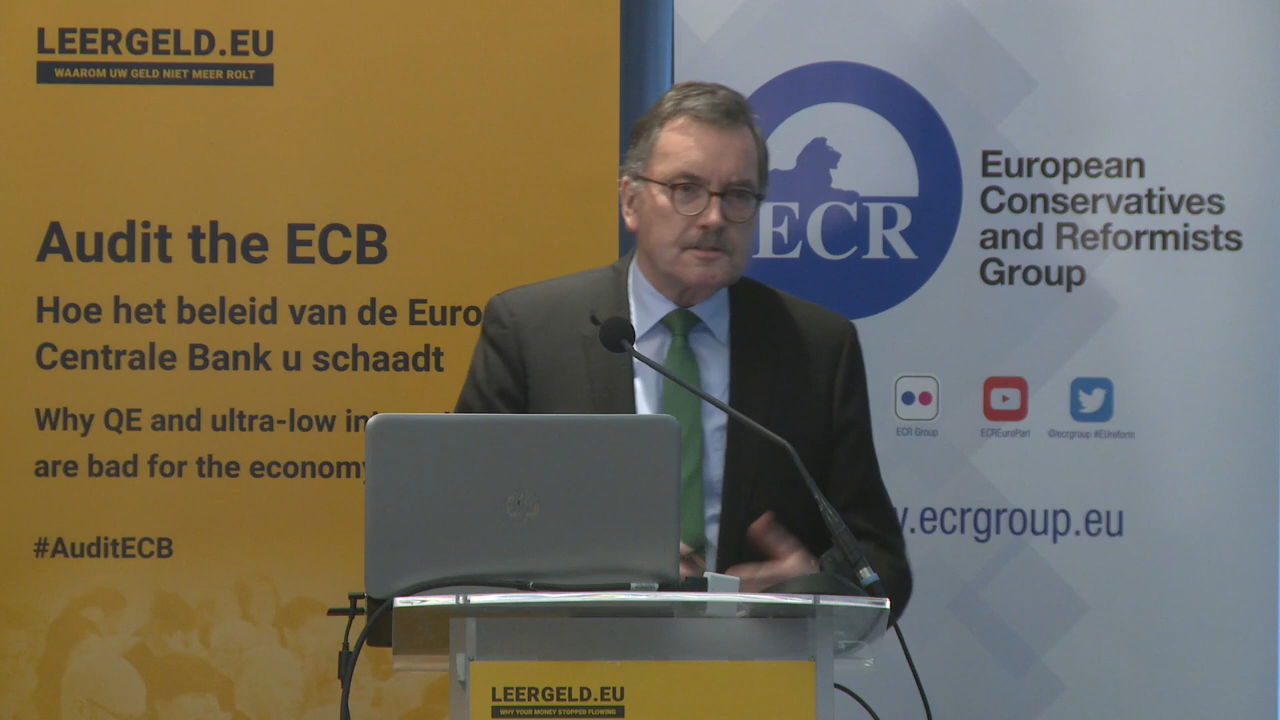 LEERGELD.EU
WAAROM UW GELD NIET MEER ROLT
Audit the ECB
Hoe het beleid van de Euro
Centrale Bank u schaadt
Why QE and ultra-low in
are bad for the economy
#AuditECB
ECR
European
Conservatives
and Reformists
Group
ECR Group
ECREuroParl
@ecrgroup #EUreform
.ecrgroup.eu
LEERGELD.EU
WHY YOUR MONEY STOPPED FLOWING